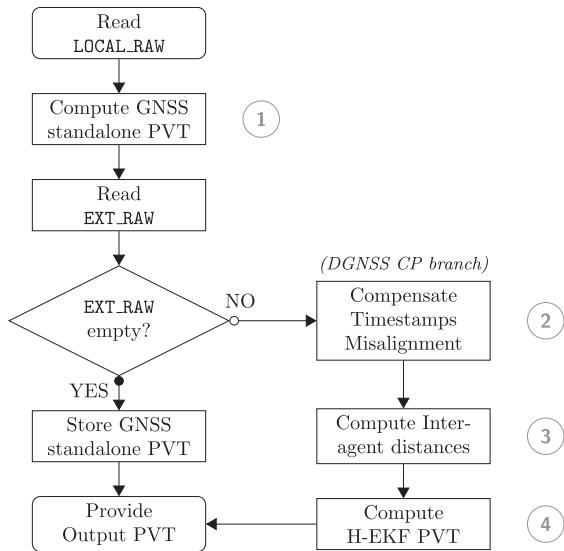 Read
LOCAL_RAW
Compute GNSS
standalone PVT
1
Read
EXT_RAW
EXT_RAW
empty?
NO
YES
(DGNSS CP branch)
Compensate
Timestamps
Misalignment
2
Store GNSS
standalone PVT
Compute Inter-
agent distances
3
Provide
Output PVT
Compute
H-EKF PVT
4